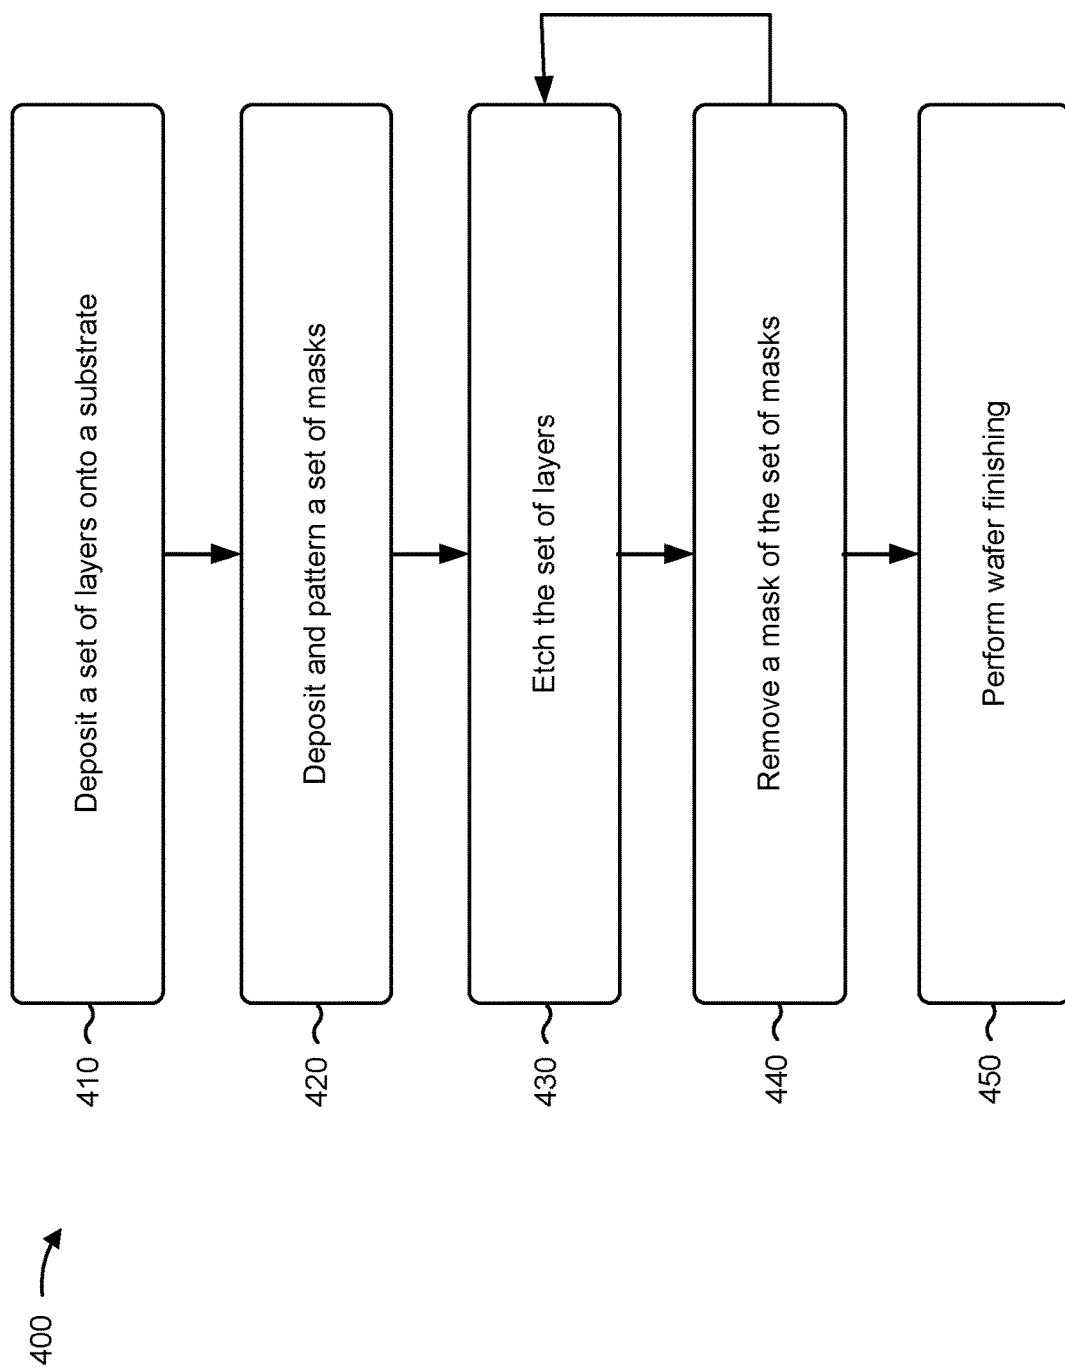 400
410
Deposit a set of layers onto a substrate
420
Deposit and pattern a set of masks
430
Etch the set of layers
440
Remove a mask of the set of masks
450
Perform wafer finishing